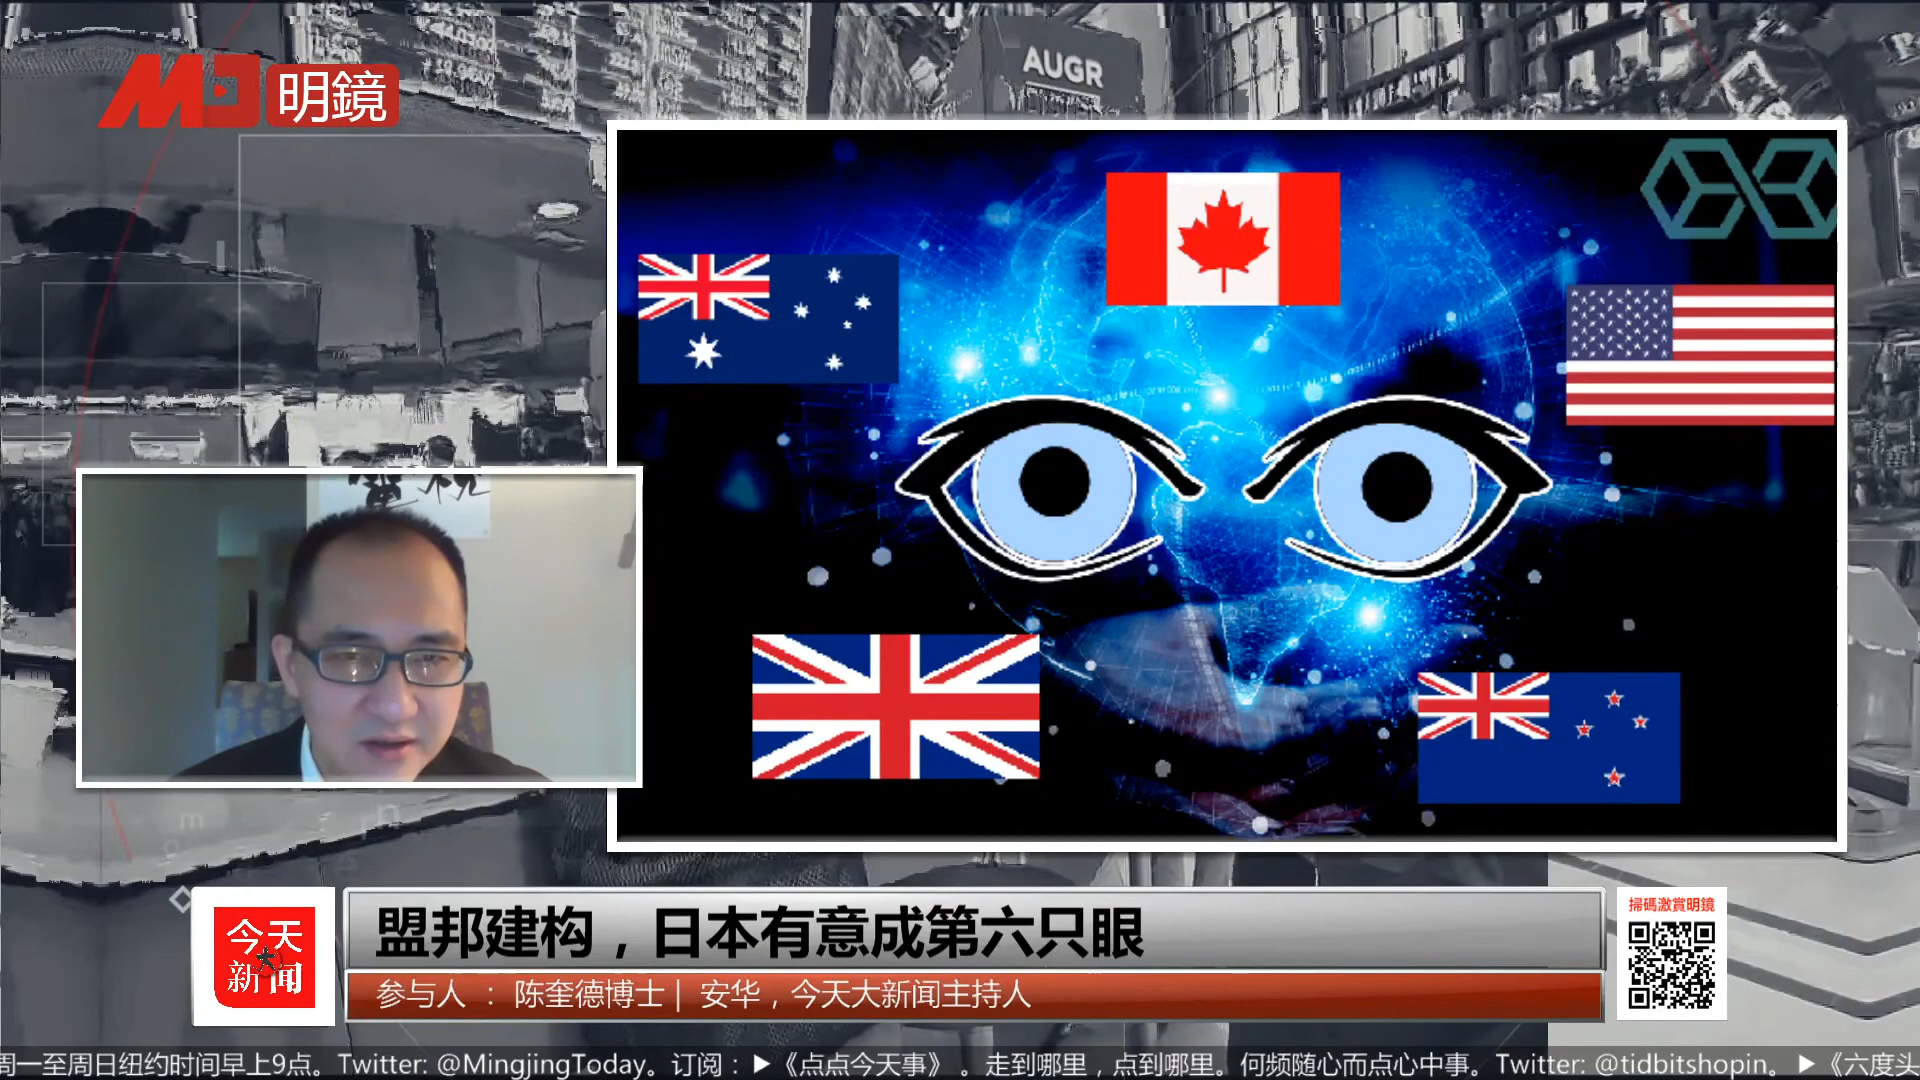 AUGR
明鏡
盟邦建构，日本有意成第六只眼
参与人 ： 陈奎德博士 | 安华，今天大新闻主持人
今天
新闻
掃碼激賞明鏡
周一至周日纽约时间早上9点。Twitter: @MingjingToday。订阅：▶《点点今天事》 。走到哪里，点到哪里。何频随心而点心中事。Twitter: @tidbitshopin。▶《六度头